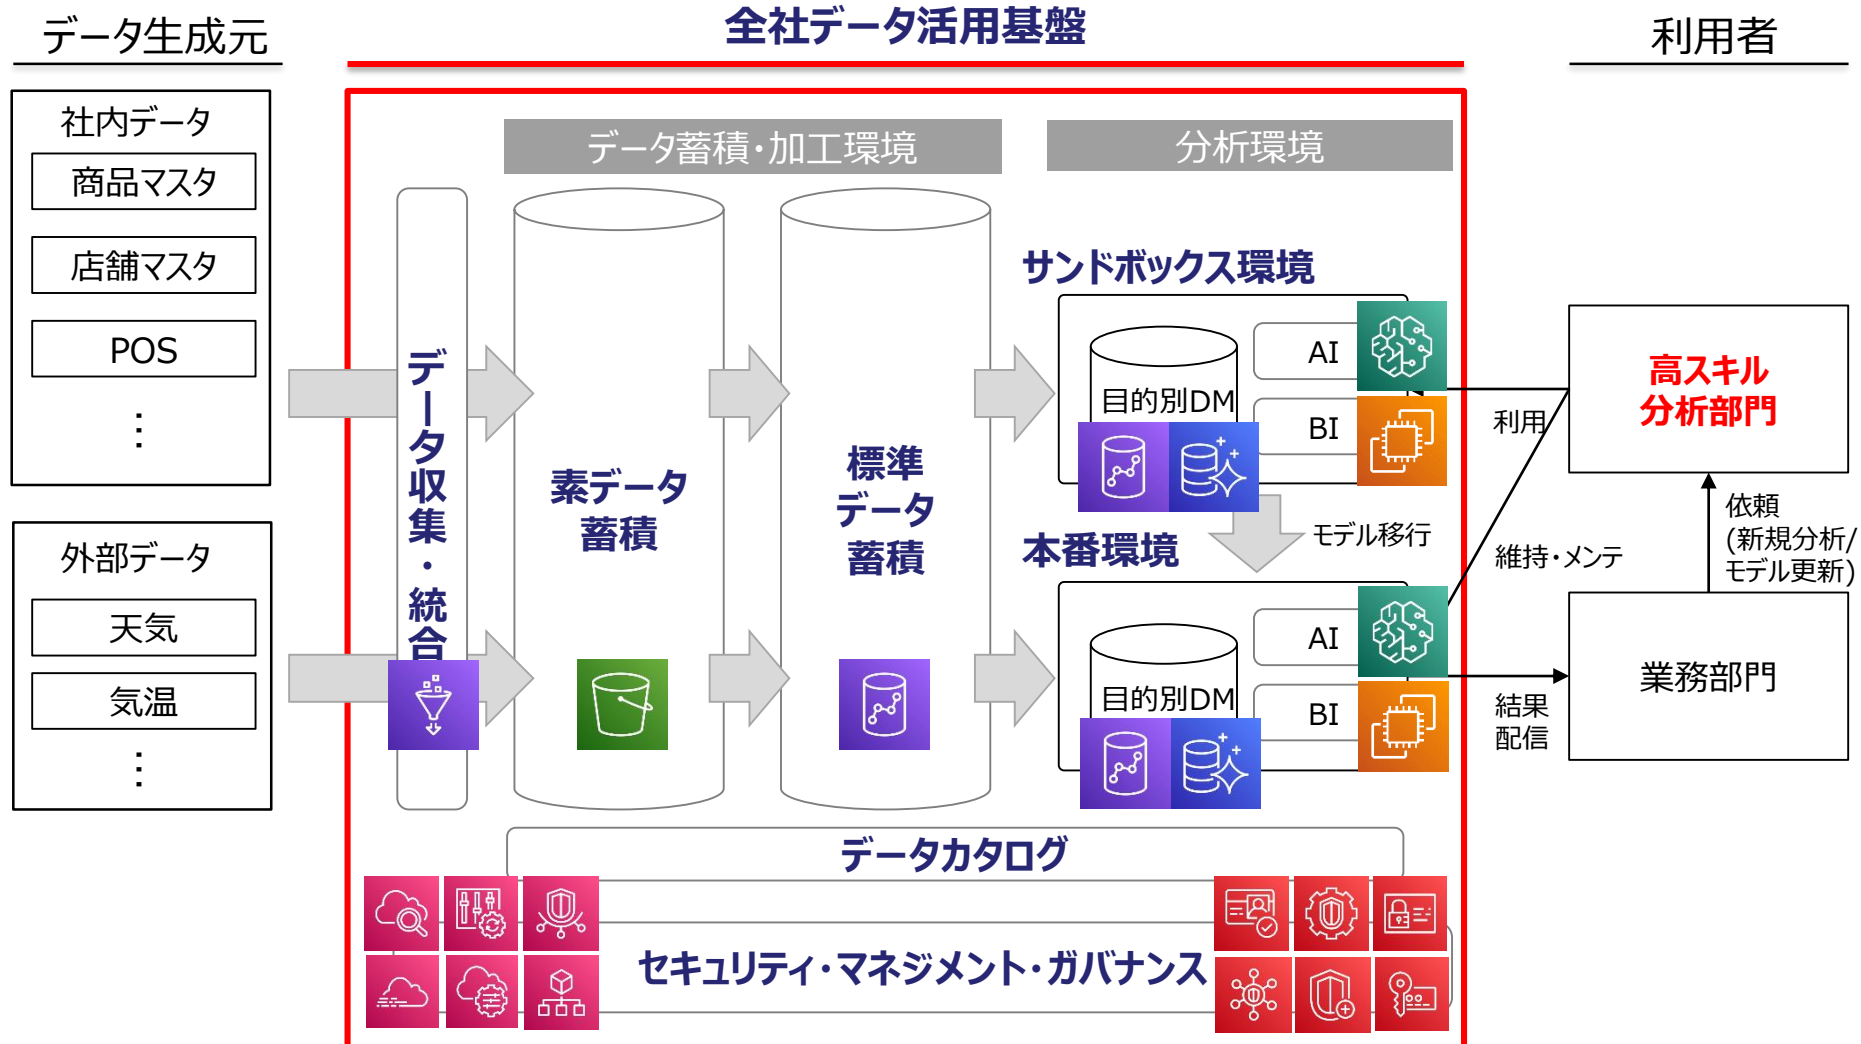 データ生成元
全社データ活用基盤
利用者
社内データ
商品マスタ
店舗マスタ
POS
⋮
外部データ
天気
気温
⋮
データ収集・統合
データ蓄積・加工環境
素データ
蓄積
標準
データ
蓄積
分析環境
サンドボックス環境
目的別DM
AI
BI
モデル移行
本番環境
目的別DM
AI
BI
データカタログ
セキュリティ・マネジメント・ガバナンス
利用
維持・メンテ
結果
配信
高スキル
分析部門
依頼
(新規分析/
モデル更新)
業務部門